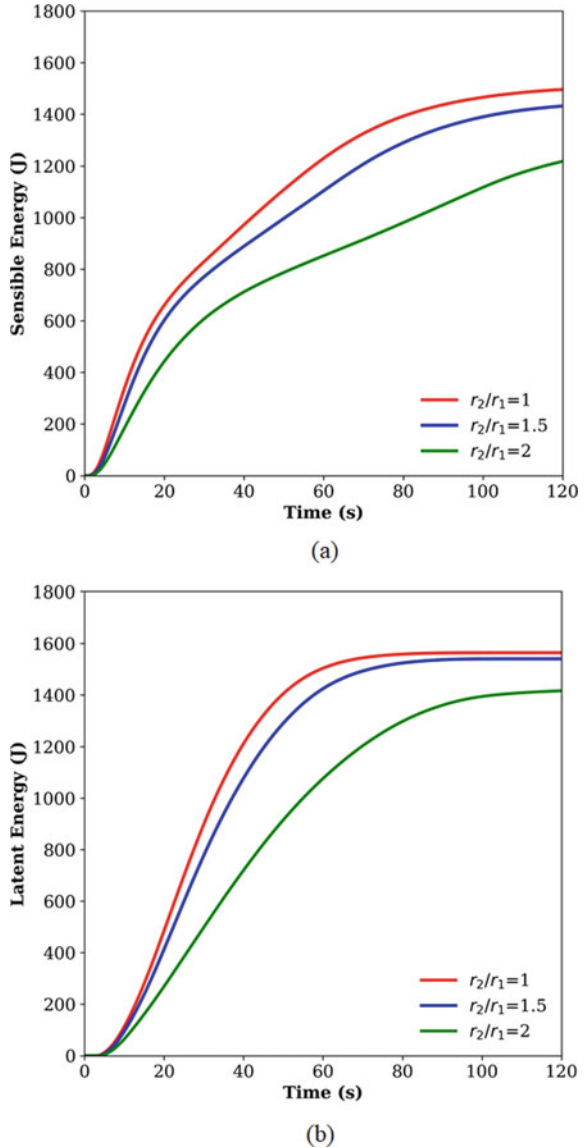 1800
1600
1400
1200
1000
800
600
400
200
0
Sensible Energy (J)
r₂/r₁=1
r₂/r₁=1.5
r₂/r₁=2
0 20 40 60 80 100 120
Time (s)
(a)
1800
1600
1400
1200
1000
800
600
400
200
0
Latent Energy (J)
r₂/r₁=1
r₂/r₁=1.5
r₂/r₁=2
0 20 40 60 80 100 120
Time (s)
(b)